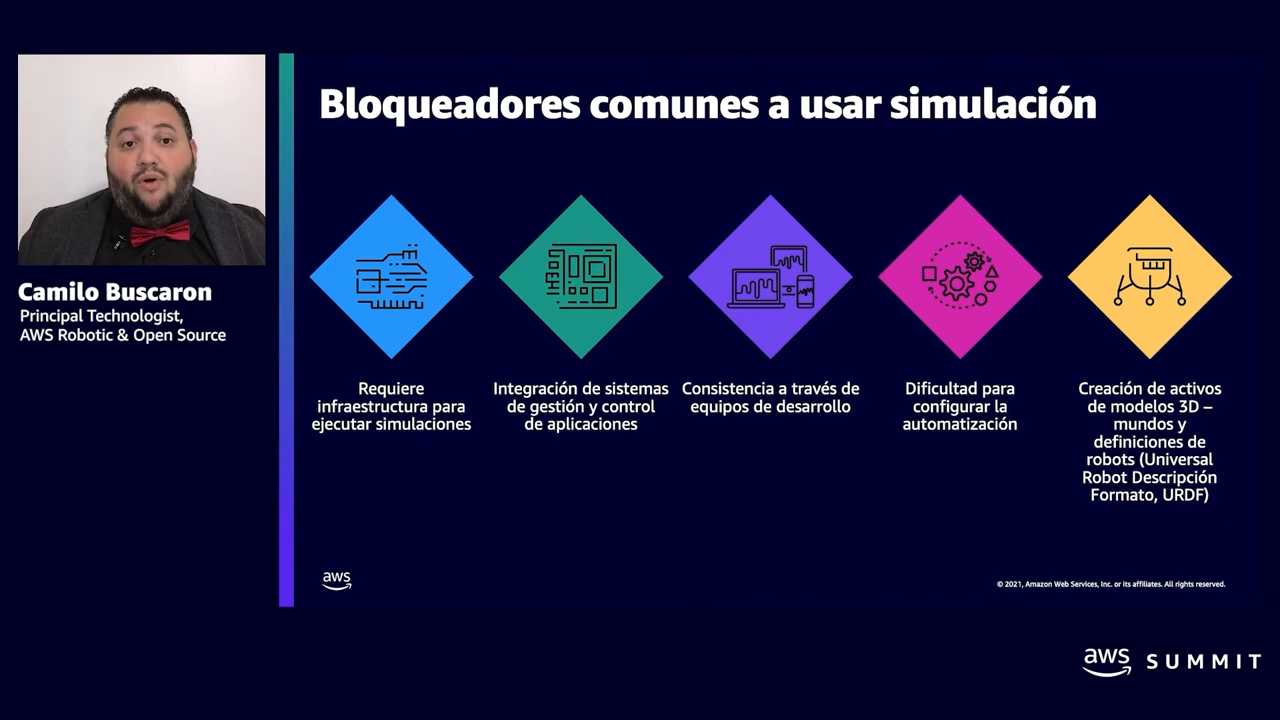 Bloqueadores comunes a usar simulación
Camilo Buscaron
Principal Technologist,
AWS Robotic & Open Source
Requiere
infraestructura para
ejecutar simulaciones
Integración de sistemas
de gestión y control
de aplicaciones
Consistencia a través de
equipos de desarrollo
Dificultad para
configurar la
automatización
Creación de activos
de modelos 3D –
mundos y
definiciones de
robots (Universal
Robot Descripción
Formato, URDF)
aws
© 2021, Amazon Web Services, Inc. or its affiliates. All rights reserved.
aws SUMMIT